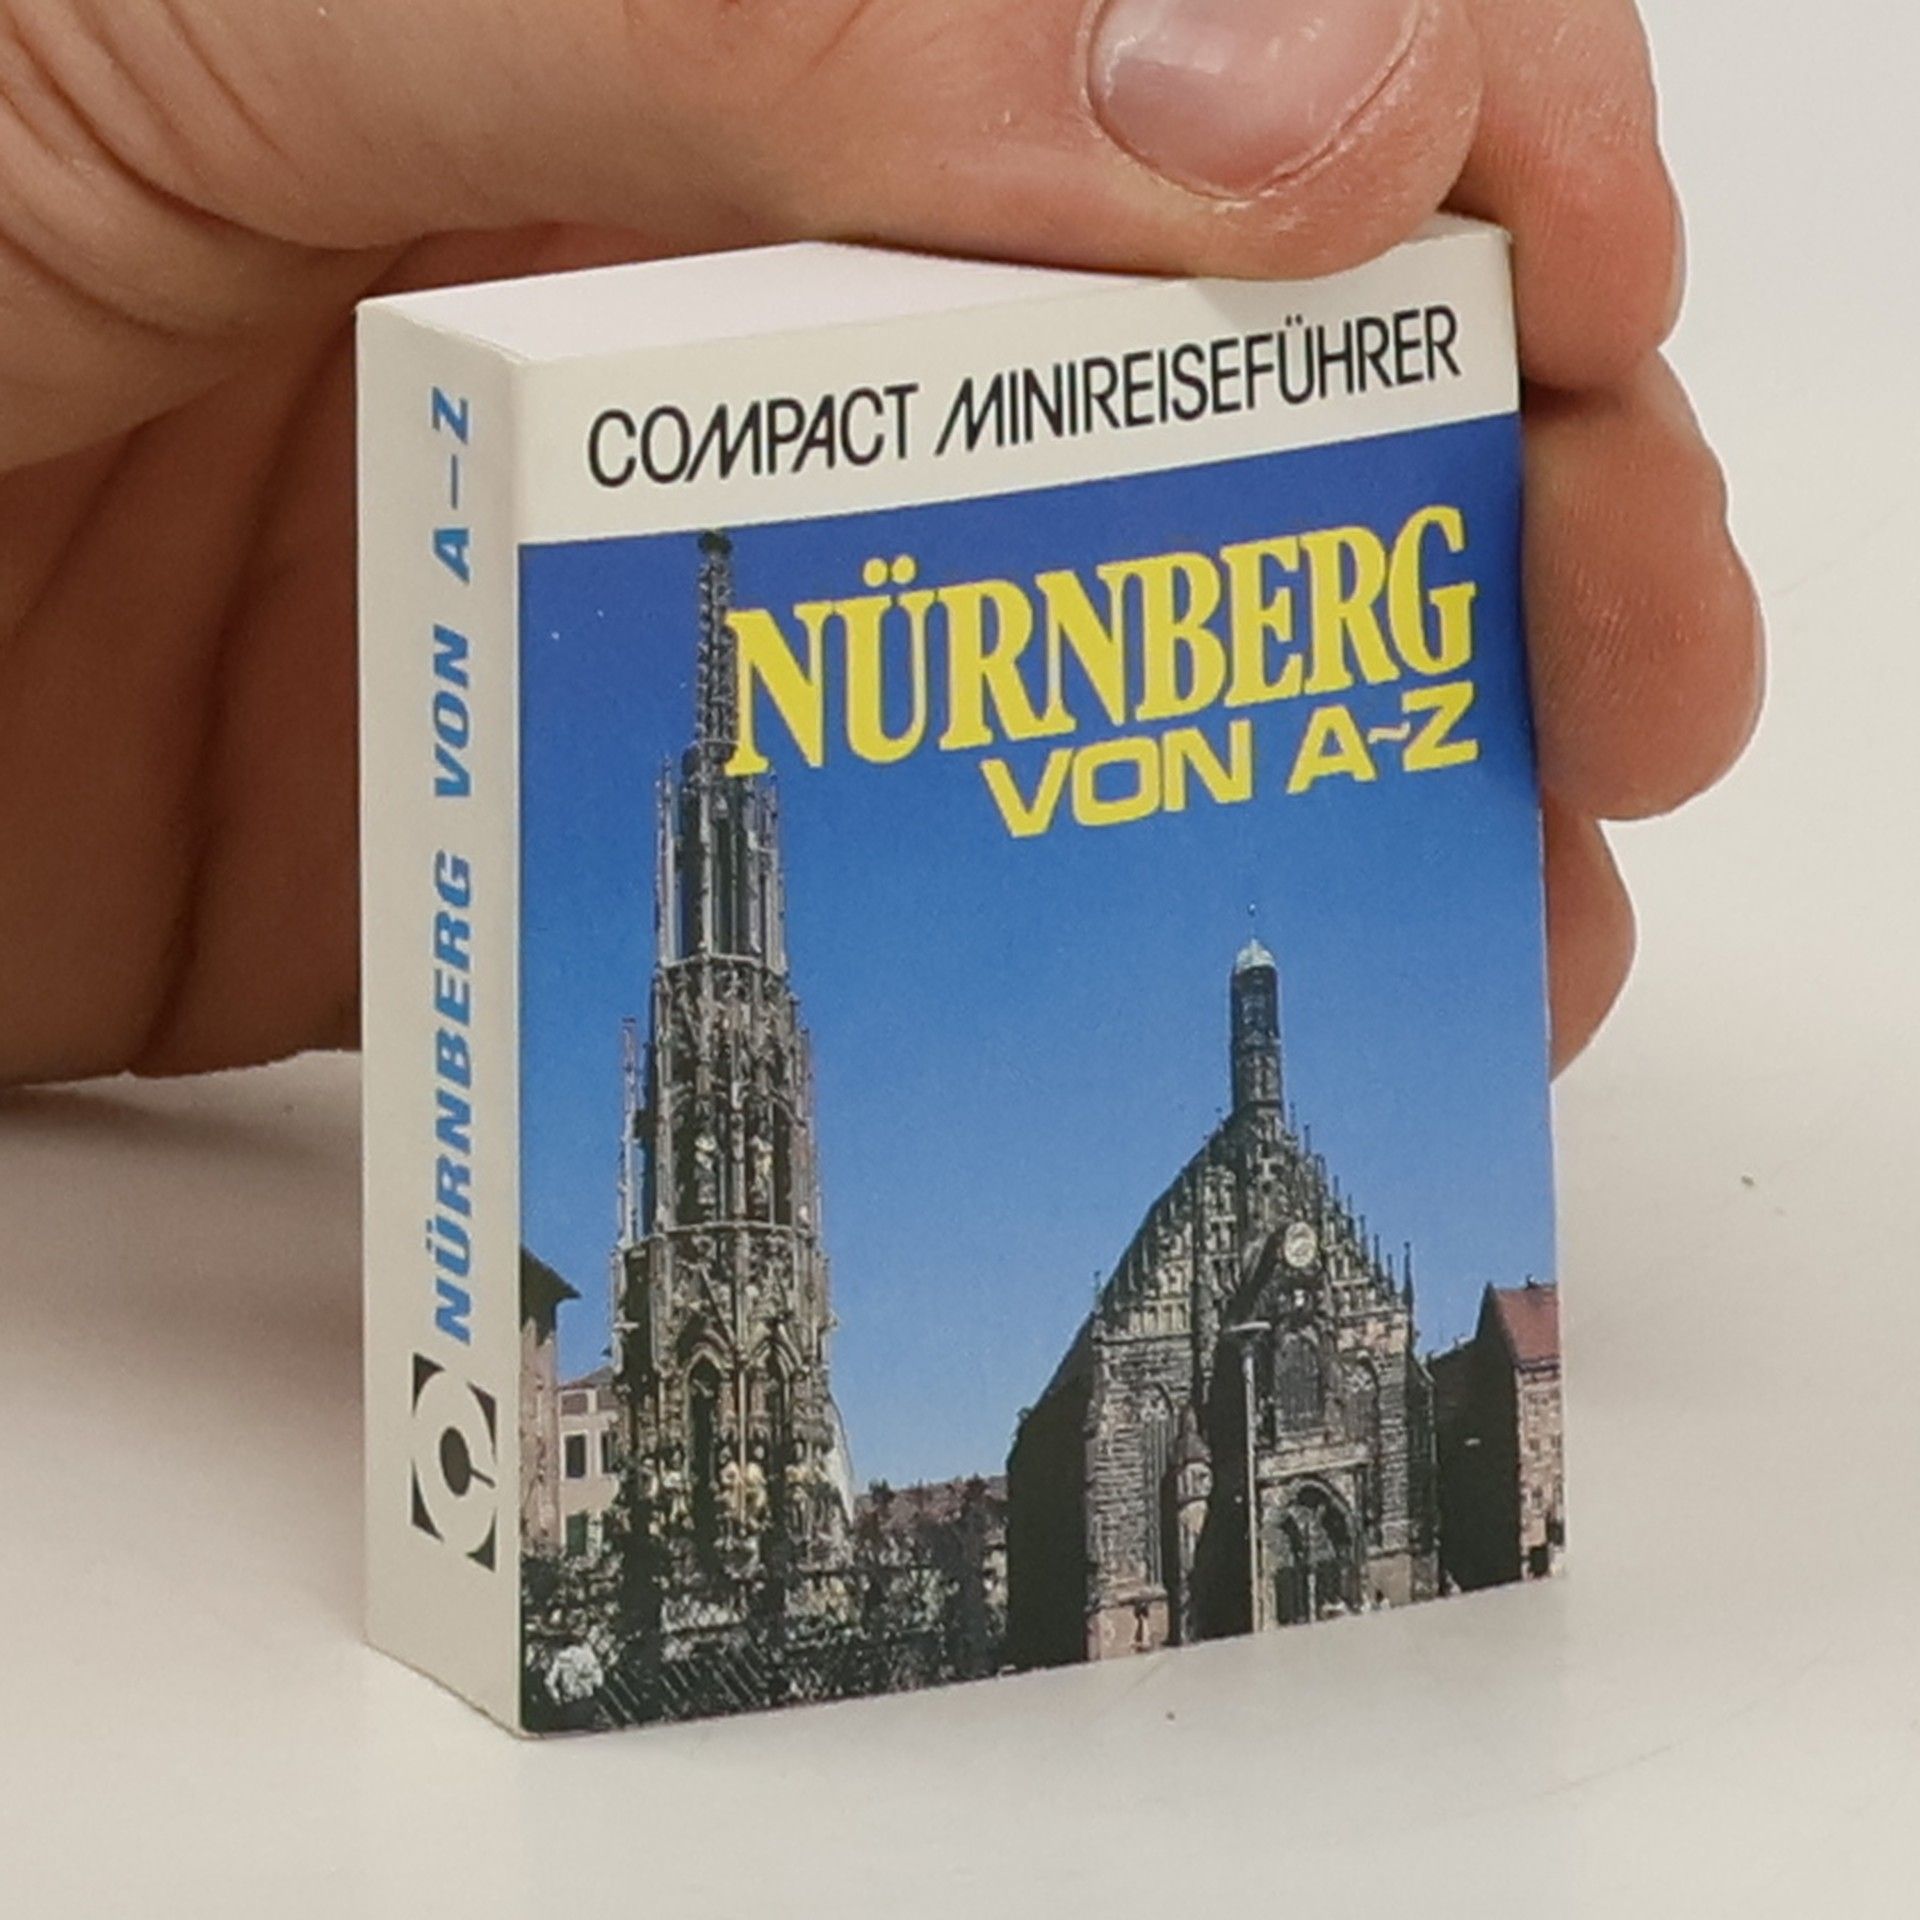 COMPACT MINIREISEFÜHRER
NÜRNBERG
VON A-Z
NÜRNBERG VON A-Z